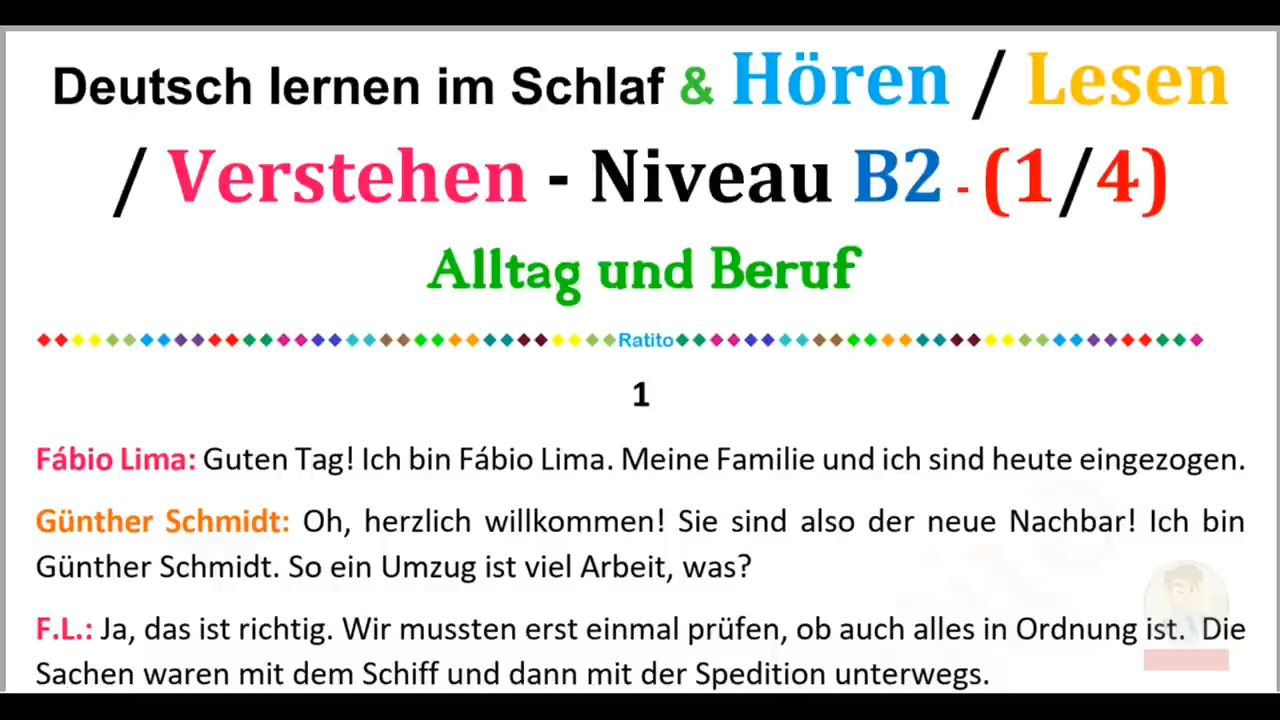 Deutsch lernen im Schlaf & Hören / Lesen
/ Verstehen - Niveau B2 - (1/4)
Alltag und Beruf
Ratito
1
Fábio Lima: Guten Tag! Ich bin Fábio Lima. Meine Familie und ich sind heute eingezogen.
Günther Schmidt: Oh, herzlich willkommen! Sie sind also der neue Nachbar! Ich bin
Günther Schmidt. So ein Umzug ist viel Arbeit, was?
F.L.: Ja, das ist richtig. Wir mussten erst einmal prüfen, ob auch alles in Ordnung ist. Die
Sachen waren mit dem Schiff und dann mit der Spedition unterwegs.